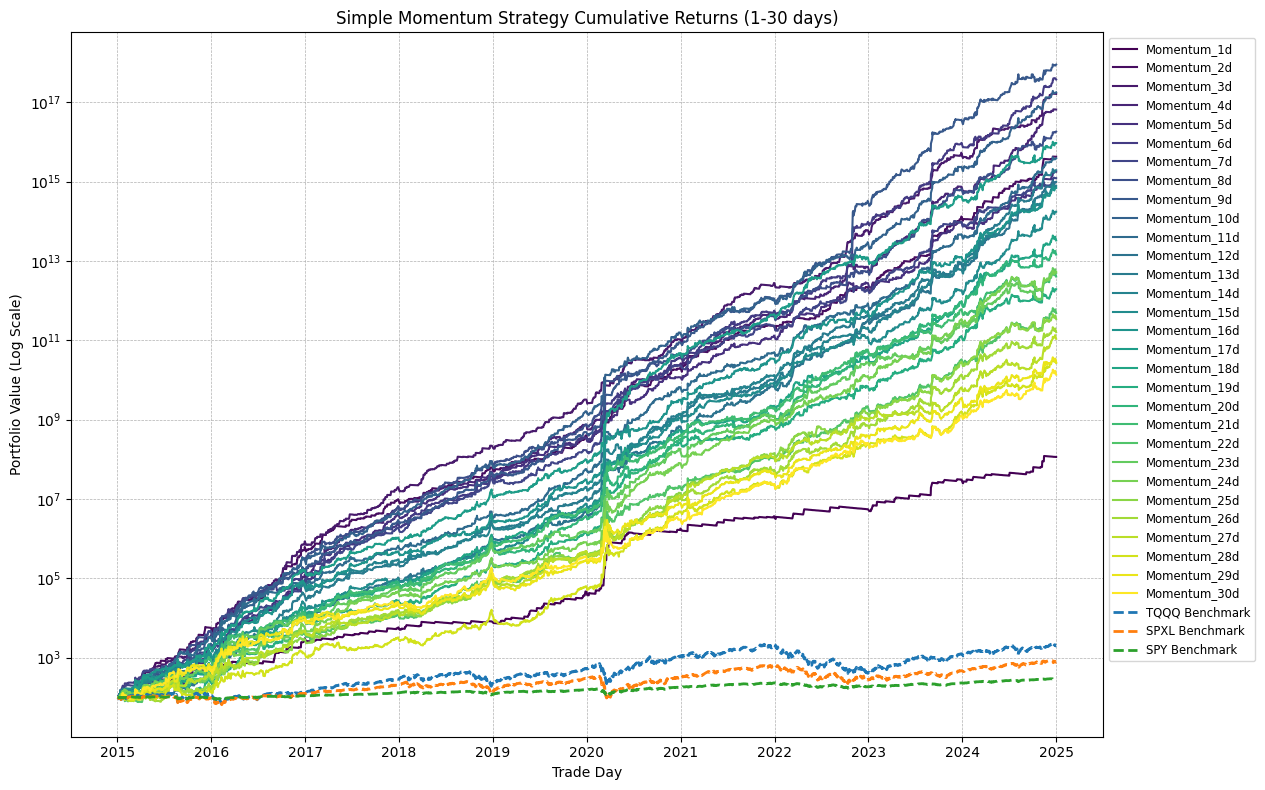 Simple Momentum Strategy Cumulative Returns (1-30 days)
Portfolio Value (Log Scale)
10^17
10^15
10^13
10^11
10^9
10^7
10^5
10^3
2015 2016 2017 2018 2019 2020 2021 2022 2023 2024 2025
Trade Day
Momentum_1d
Momentum_2d
Momentum_3d
Momentum_4d
Momentum_5d
Momentum_6d
Momentum_7d
Momentum_8d
Momentum_9d
Momentum_10d
Momentum_11d
Momentum_12d
Momentum_13d
Momentum_14d
Momentum_15d
Momentum_16d
Momentum_17d
Momentum_18d
Momentum_19d
Momentum_20d
Momentum_21d
Momentum_22d
Momentum_23d
Momentum_24d
Momentum_25d
Momentum_26d
Momentum_27d
Momentum_28d
Momentum_29d
Momentum_30d
TQQQ Benchmark
SPXL Benchmark
SPY Benchmark